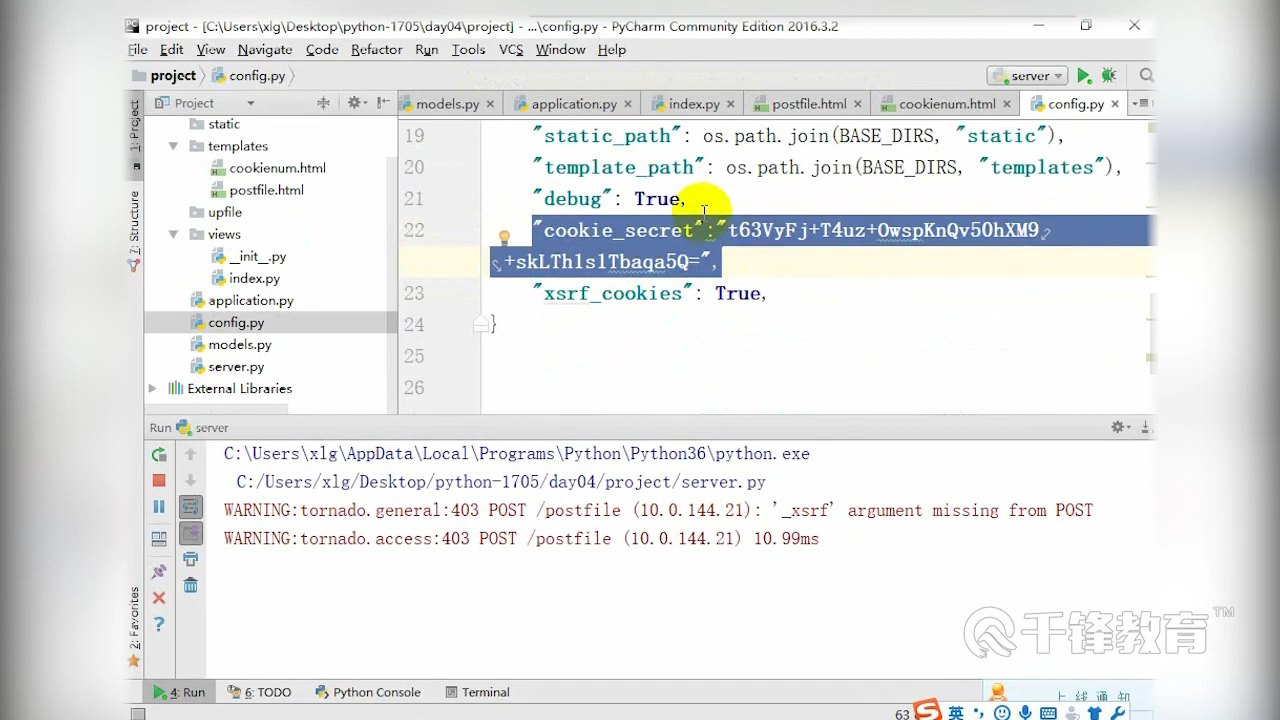 project - [C:\Users\xlg\Desktop\python-1705\day04\project] - ...\config.py - PyCharm Community Edition 2016.3.2
File Edit View Navigate Code Refactor Run Tools VCS Window Help
project config.py server
1: Project
Project
models.py application.py index.py postfile.html cookienum.html config.py
static
templates
cookienum.html
postfile.html
upfile
views
__init__.py
index.py
application.py
config.py
models.py
server.py
External Libraries
7: Structure
19 "static_path": os.path.join(BASE_DIRS, "static"),
20 "template_path": os.path.join(BASE_DIRS, "templates"),
21 "debug": True,
22 "cookie_secret":"t63VyFj+T4uz+OwspKnQv50hXM9
+skLThlslTbaqa5Q=",
23 "xsrf_cookies": True,
24 }
25
26
Run server
C:\Users\xlg\AppData\Local\Programs\Python\Python36\python.exe
C:/Users/xlg/Desktop/python-1705/day04/project/server.py
WARNING:tornado.general:403 POST /postfile (10.0.144.21): '_xsrf' argument missing from POST
WARNING:tornado.access:403 POST /postfile (10.0.144.21) 10.99ms
2: Favorites
千锋教育™
4: Run 6: TODO Python Console Terminal
上线通知
63 英